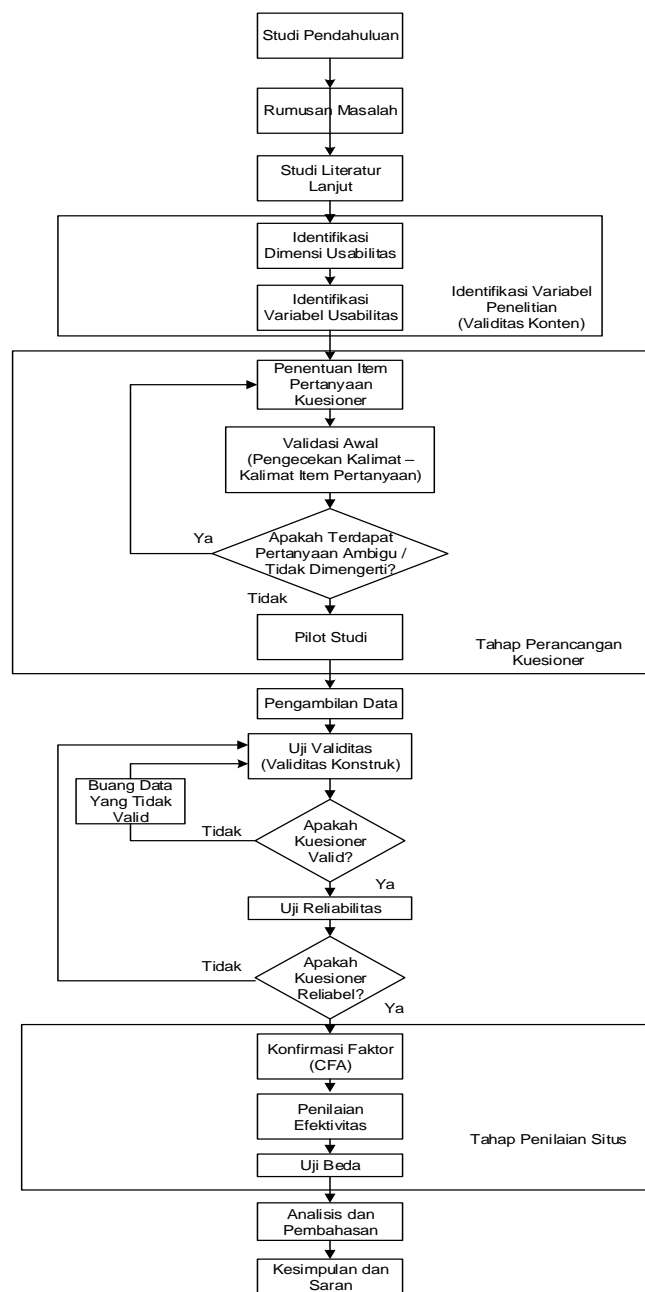 Studi Pendahuluan
Rumusan Masalah
Studi Literatur
Lanjut
Identifikasi
Dimensi Usabilitas
Identifikasi
Variabel Usabilitas
Identifikasi Variabel
Penelitian
(Validitas Konten)
Penentuan Item
Pertanyaan
Kuesioner
Validasi Awal
(Pengecekan Kalimat –
Kalimat Item Pertanyaan)
Ya
Apakah Terdapat
Pertanyaan Ambigu /
Tidak Dimengerti?
Tidak
Pilot Studi
Tahap Perancangan
Kuesioner
Pengambilan Data
Uji Validitas
(Validitas Konstruk)
Buang Data
Yang Tidak
Valid
Tidak
Apakah
Kuesioner
Valid?
Ya
Uji Reliabilitas
Tidak
Apakah
Kuesioner
Reliabel?
Ya
Konfirmasi Faktor
(CFA)
Penilaian
Efektivitas
Tahap Penilaian Situs
Uji Beda
Analisis dan
Pembahasan
Kesimpulan dan
Saran